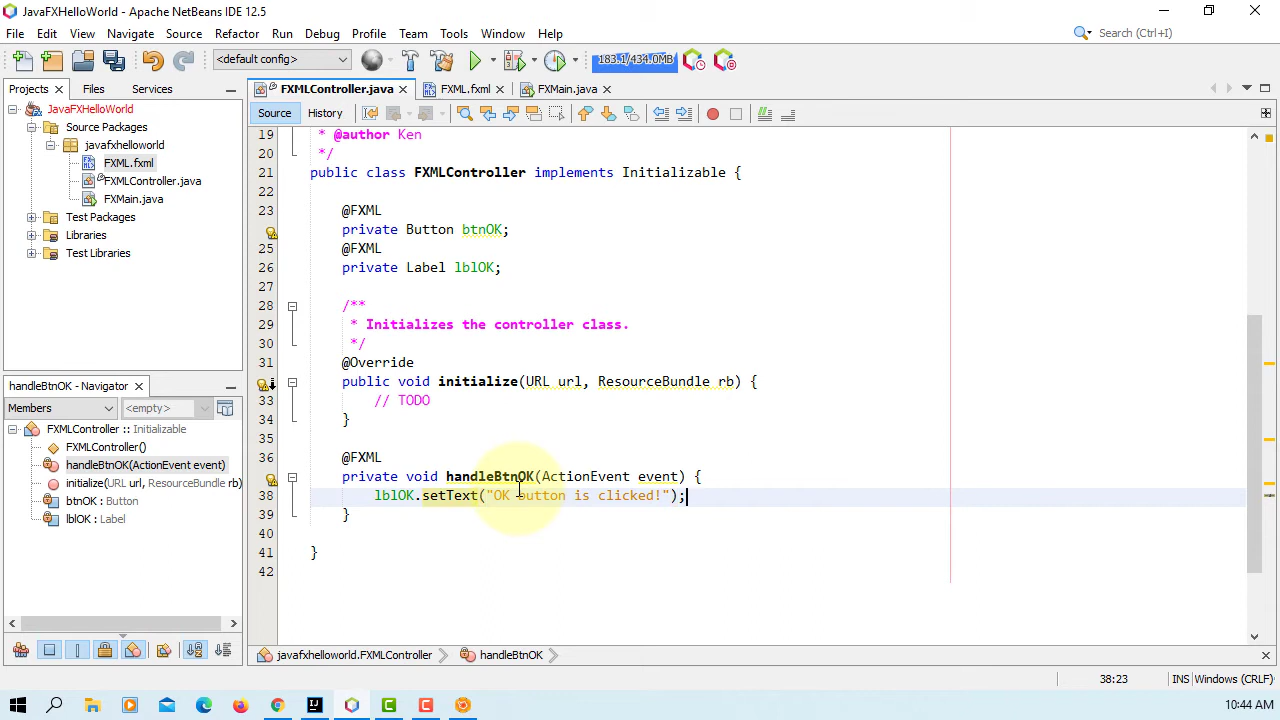 JavaFXHelloWorld - Apache NetBeans IDE 12.5
File Edit View Navigate Source Refactor Run Debug Profile Team Tools Window Help
Search (Ctrl+I)
<default config>
183.1/434.0MB
Projects Files Services
FXMLController.java FXML.fxml FXMain.java
Source History
JavaFXHelloWorld
Source Packages
javafxhelloworld
FXML.fxml
FXMLController.java
FXMain.java
Test Packages
Libraries
Test Libraries
19 * @author Ken
20 */
21 public class FXMLController implements Initializable {
22
23 @FXML
private Button btnOK;
25 @FXML
26 private Label lblOK;
27
28 /**
29 * Initializes the controller class.
30 */
31 @Override
public void initialize(URL url, ResourceBundle rb) {
33 // TODO
34 }
35
36 @FXML
private void handleBtnOK(ActionEvent event) {
38 lblOK.setText("OK button is clicked!");
39 }
40
41 }
42
handleBtnOK - Navigator
Members <empty>
FXMLController :: Initializable
FXMLController()
handleBtnOK(ActionEvent event)
initialize(URL url, ResourceBundle rb)
btnOK : Button
lblOK : Label
javafxhelloworld.FXMLController handleBtnOK
38:23 INS Windows (CRLF)
10:44 AM